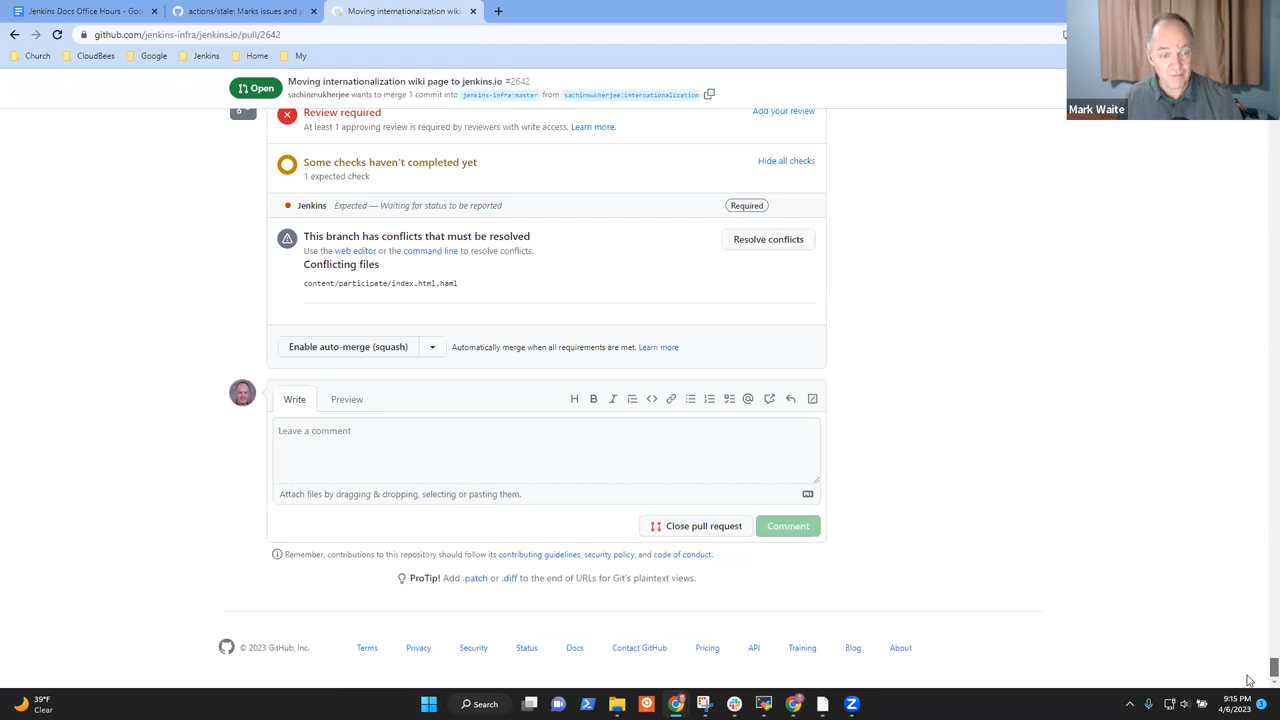 Jenkins Docs Office Hours - Goo
actions/stale: Marks issues and p
Moving internationalization wiki
github.com/jenkins-infra/jenkins.io/pull/2642
Church
CloudBees
Google
Jenkins
Home
My
Mark Waite
Open
Moving internationalization wiki page to jenkins.io #2642
sachinmukherjee wants to merge 1 commit into jenkins-infra:master from sachinmukherjee:internationalization
Review required
Add your review
At least 1 approving review is required by reviewers with write access. Learn more.
Some checks haven't completed yet
Hide all checks
1 expected check
Jenkins Expected — Waiting for status to be reported
Required
This branch has conflicts that must be resolved
Resolve conflicts
Use the web editor or the command line to resolve conflicts.
Conflicting files
content/participate/index.html.haml
Enable auto-merge (squash)
Automatically merge when all requirements are met. Learn more
Write
Preview
Leave a comment
Attach files by dragging & dropping, selecting or pasting them.
Close pull request
Comment
Remember, contributions to this repository should follow its contributing guidelines, security policy, and code of conduct.
ProTip! Add .patch or .diff to the end of URLs for Git's plaintext views.
© 2023 GitHub, Inc.
Terms
Privacy
Security
Status
Docs
Contact GitHub
Pricing
API
Training
Blog
About
39°F
Clear
Search
9:15 PM
4/6/2023
3